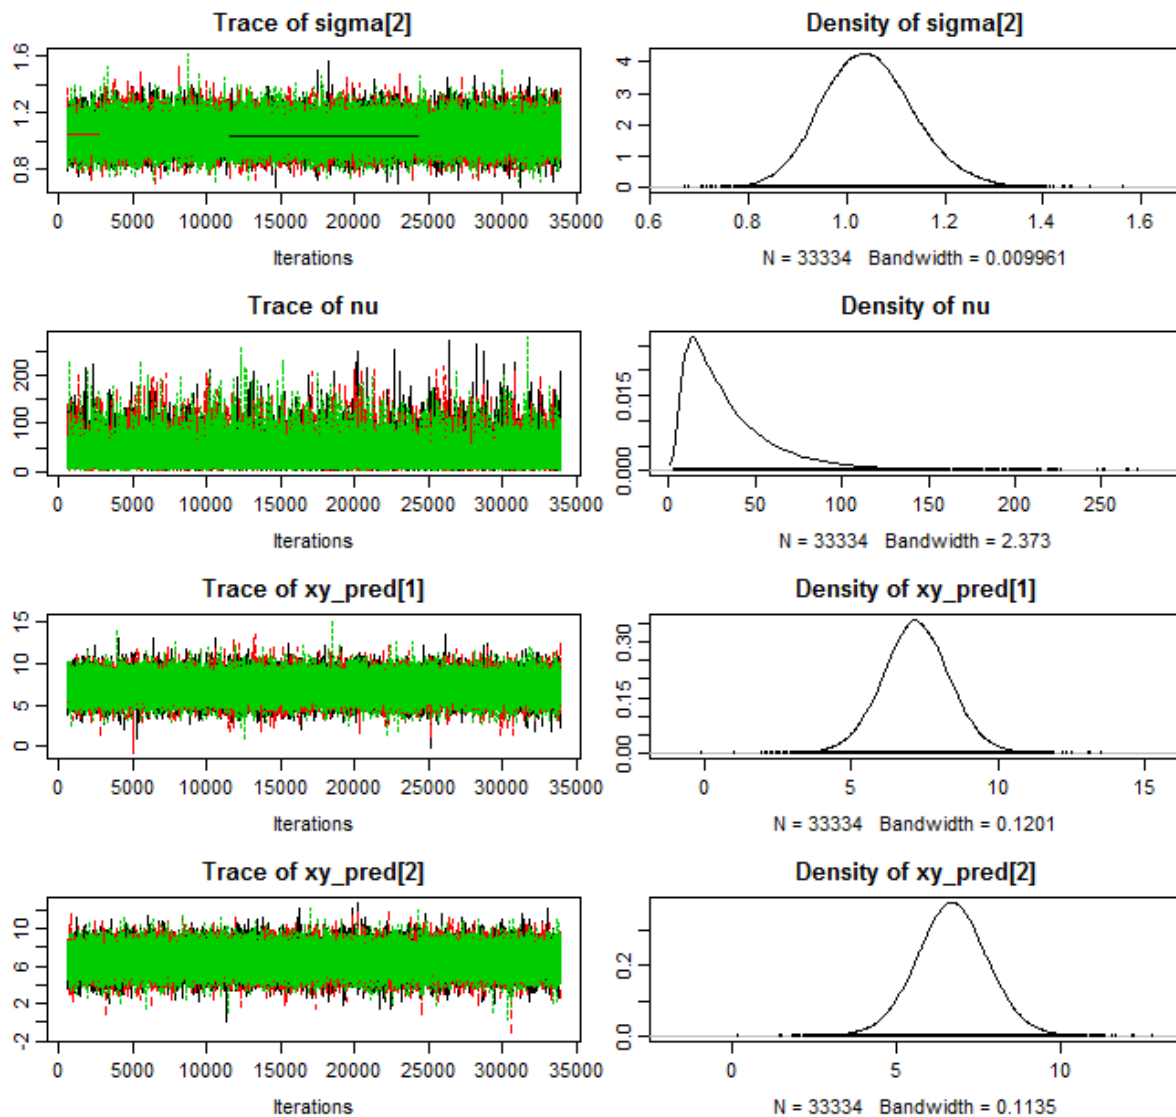 Trace of sigma[2]
1.6
1.2
0.8
0 5000 10000 15000 20000 25000 30000 35000
Iterations
Density of sigma[2]
4
3
2
1
0
0.6 0.8 1.0 1.2 1.4 1.6
N = 33334 Bandwidth = 0.009961
Trace of nu
200
100
0
0 5000 10000 15000 20000 25000 30000 35000
Iterations
Density of nu
0.015
0.000
0 50 100 150 200 250
N = 33334 Bandwidth = 2.373
Trace of xy_pred[1]
15
10
5
0
0 5000 10000 15000 20000 25000 30000 35000
Iterations
Density of xy_pred[1]
0.30
0.15
0.00
0 5 10 15
N = 33334 Bandwidth = 0.1201
Trace of xy_pred[2]
10
6
2
-2
0 5000 10000 15000 20000 25000 30000 35000
Iterations
Density of xy_pred[2]
0.2
0.0
0 5 10
N = 33334 Bandwidth = 0.1135